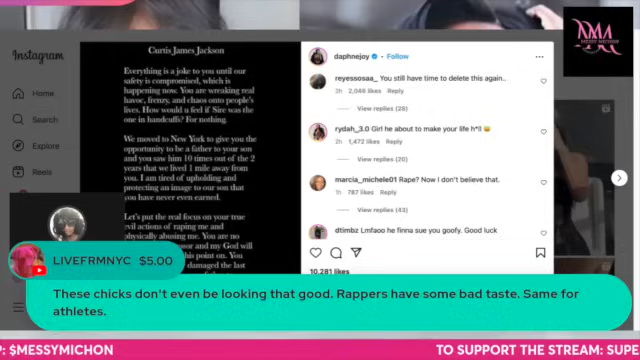 Curtis James Jackson
Everything is a joke to you until our
safety is compromised, which is
happening now. You are wreaking real
havoc, frenzy, and chaos onto people's
lives. How would u feel if Sire was the
one in handcuffs? For nothing.
We moved to New York to give you the
opportunity to be a father to your son
and you saw him 10 times out of the 2
years that we lived 1 mile away from
you. I am tired of upholding and
protecting an image to our son that
you have never even earned.
Let's put the real focus on your true
evil actions of raping me and
physically abusing me. You are no
and my God will
this point on. You
damaged the last
Instagram
Home
Search
Explore
Reels
daphnejoy
• Follow
reyessosaa_ You still have time to delete this again..
3h 2,046 likes Reply
View replies (28)
rydah_3.0 Girl he about to make your life h*ll
2h 1,472 likes Reply
View replies (20)
marcia_michele01 Rape? Now I don't believe that.
3h 787 likes Reply
View replies (43)
dtimbz Lmfaoo he finna sue you goofy. Good luck
10,281 likes
MESSY MICHON
LIVEFRMNYC $5.00
These chicks don't even be looking that good. Rappers have some bad taste. Same for
athletes.
P: $MESSYMICHON
TO SUPPORT THE STREAM: SUPE